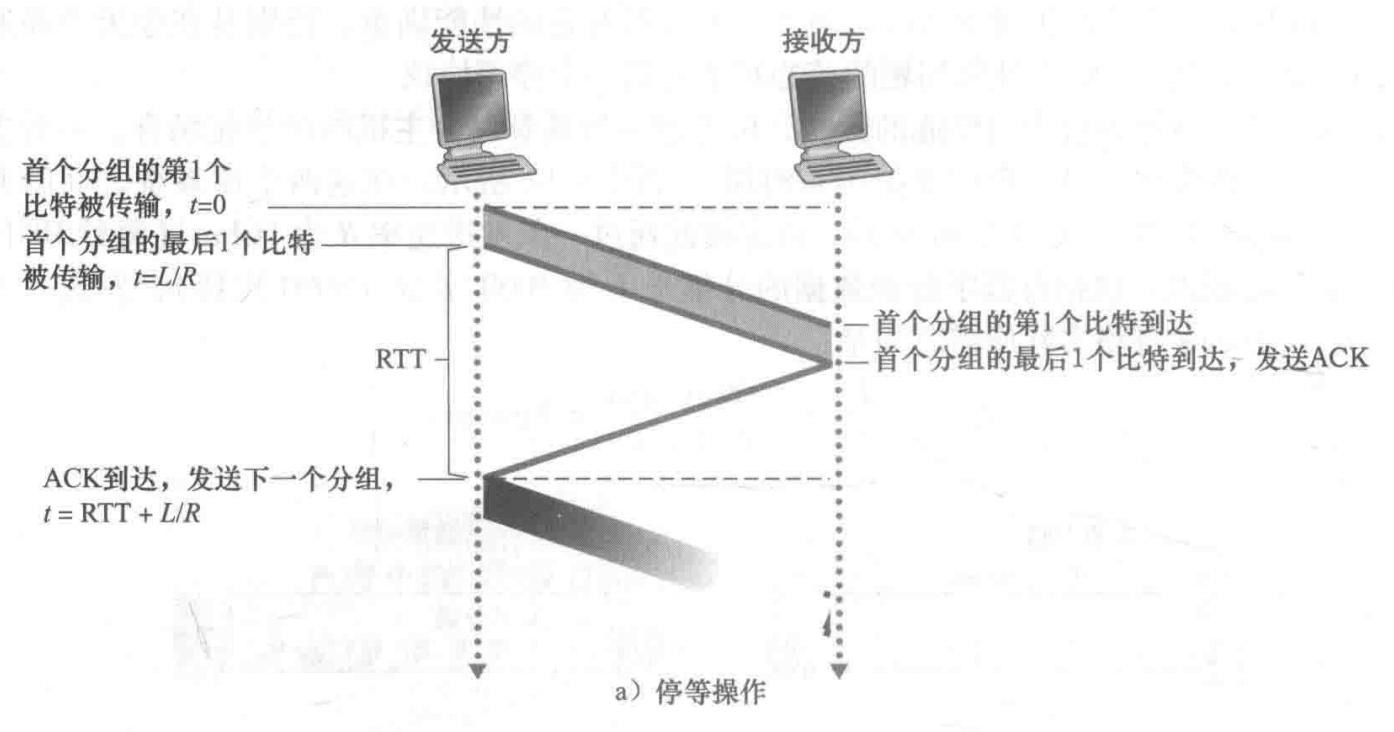 发送方
接收方
首个分组的第1个
比特被传输，t=0
首个分组的最后1个比特
被传输，t=L/R
首个分组的第1个比特到达
RTT
首个分组的最后1个比特到达，发送ACK
ACK到达，发送下一个分组，
t = RTT + L/R
a）停等操作